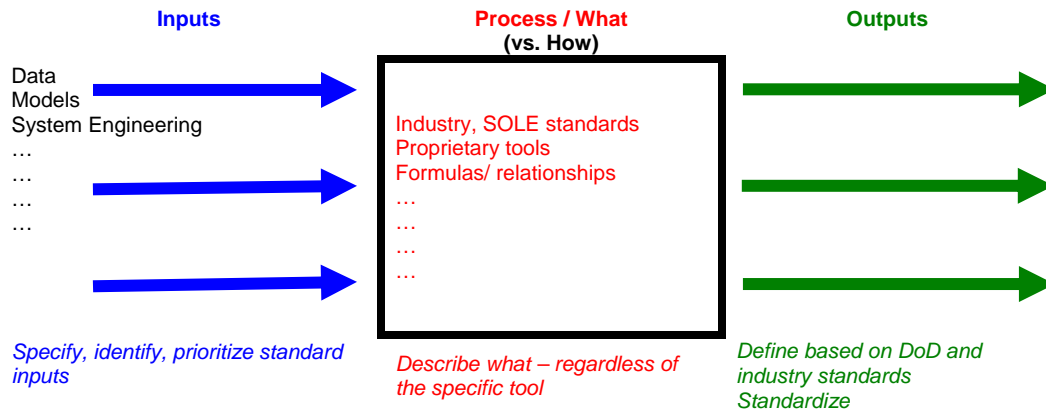 Inputs
Process / What
(vs. How)
Outputs
Data
Models
System Engineering
…
…
…
…
Industry, SOLE standards
Proprietary tools
Formulas/ relationships
…
…
…
…
Specify, identify, prioritize standard
inputs
Describe what – regardless of
the specific tool
Define based on DoD and
industry standards
Standardize